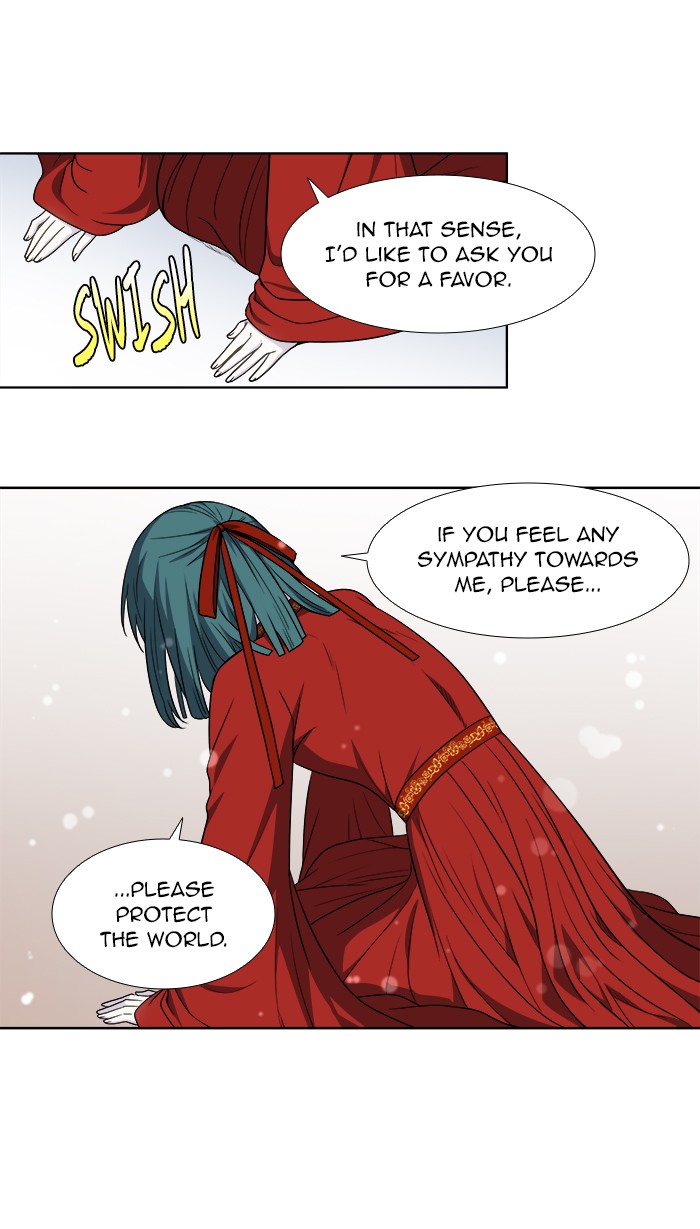 IN THAT SENSE,
I'D LIKE TO ASK YOU
FOR A FAVOR.
SWISH
IF YOU FEEL ANY
SYMPATHY TOWARDS
ME, PLEASE...
...PLEASE
PROTECT
THE WORLD.